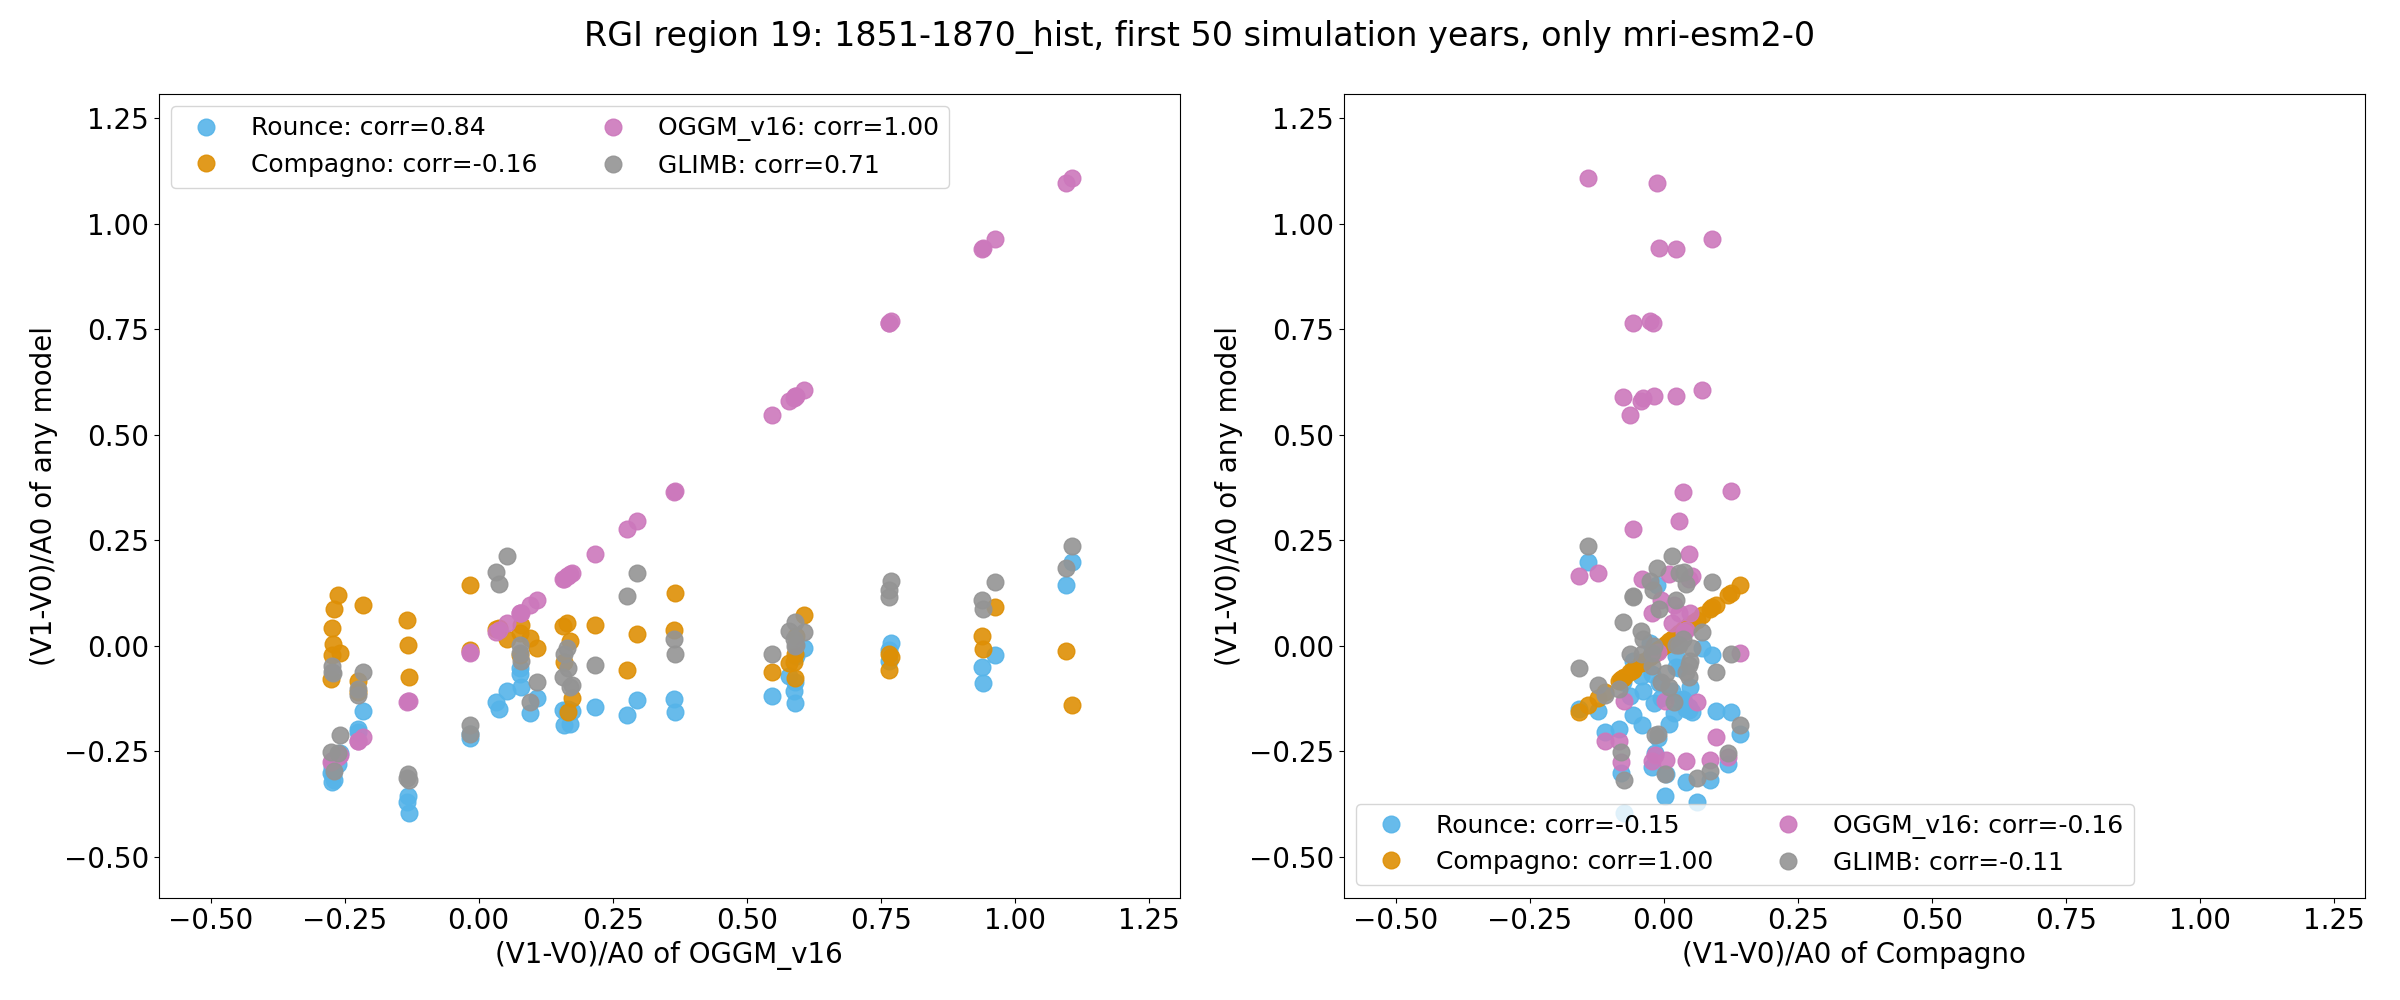 RGI region 19: 1851-1870_hist, first 50 simulation years, only mri-esm2-0
Rounce: corr=0.84
Compagno: corr=-0.16
OGGM_v16: corr=1.00
GLIMB: corr=0.71
1.25
1.00
0.75
0.50
0.25
0.00
−0.25
−0.50
(V1-V0)/A0 of any model
−0.50 −0.25 0.00 0.25 0.50 0.75 1.00 1.25
(V1-V0)/A0 of OGGM_v16
1.25
1.00
0.75
0.50
0.25
0.00
−0.25
−0.50
(V1-V0)/A0 of any model
Rounce: corr=-0.15
Compagno: corr=1.00
OGGM_v16: corr=-0.16
GLIMB: corr=-0.11
−0.50 −0.25 0.00 0.25 0.50 0.75 1.00 1.25
(V1-V0)/A0 of Compagno